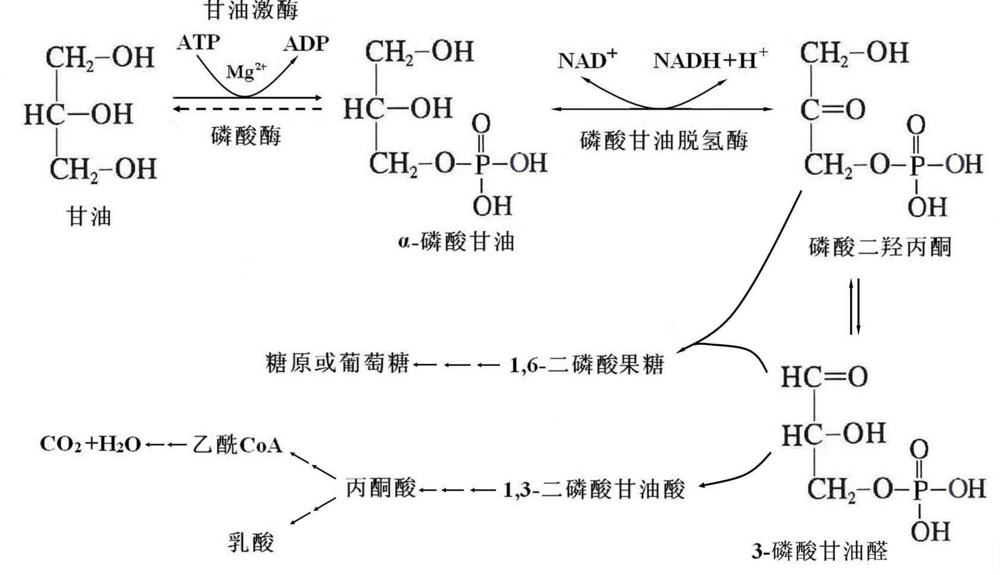 甘油激酶
ATP
ADP
Mg²⁺
磷酸酶
CH₂-OH
HC-OH
CH₂-OH
甘油
CH₂-OH
HC-OH
CH₂-O-P-OH
O
OH
α-磷酸甘油
NAD⁺
NADH+H⁺
磷酸甘油脱氢酶
CH₂-OH
C=O
O
CH₂-O-P-OH
OH
磷酸二羟丙酮
糖原或葡萄糖
1,6-二磷酸果糖
HC=O
HC-OH
O
CH₂-O-P-OH
OH
3-磷酸甘油醛
CO₂+H₂O
乙酰CoA
丙酮酸
1,3-二磷酸甘油酸
乳酸